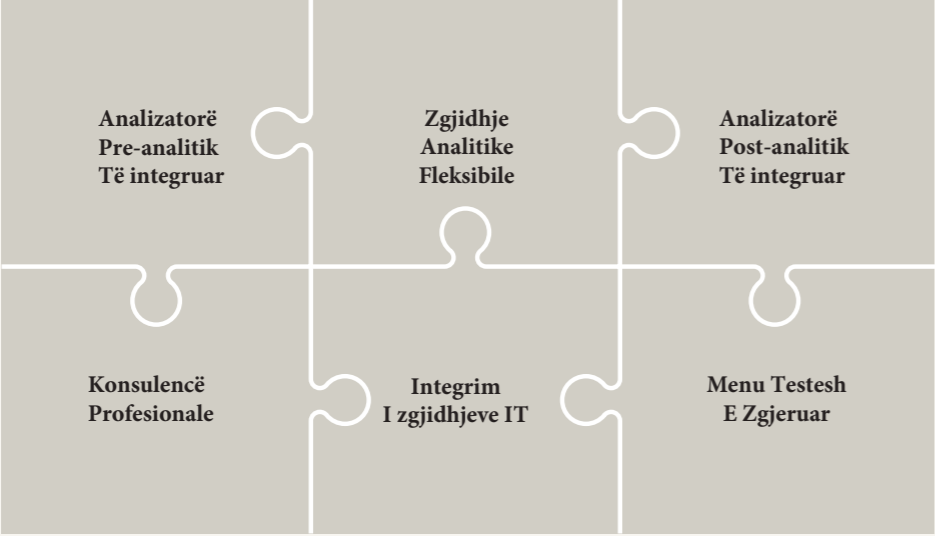 Analizatorë
Pre-analitik
Të integruar
Zgjidhje
Analitike
Fleksibile
Analizatorë
Post-analitik
Të integruar
Konsulencë
Profesionale
Integrim
I zgjidhjeve IT
Menu Testesh
E Zgjeruar